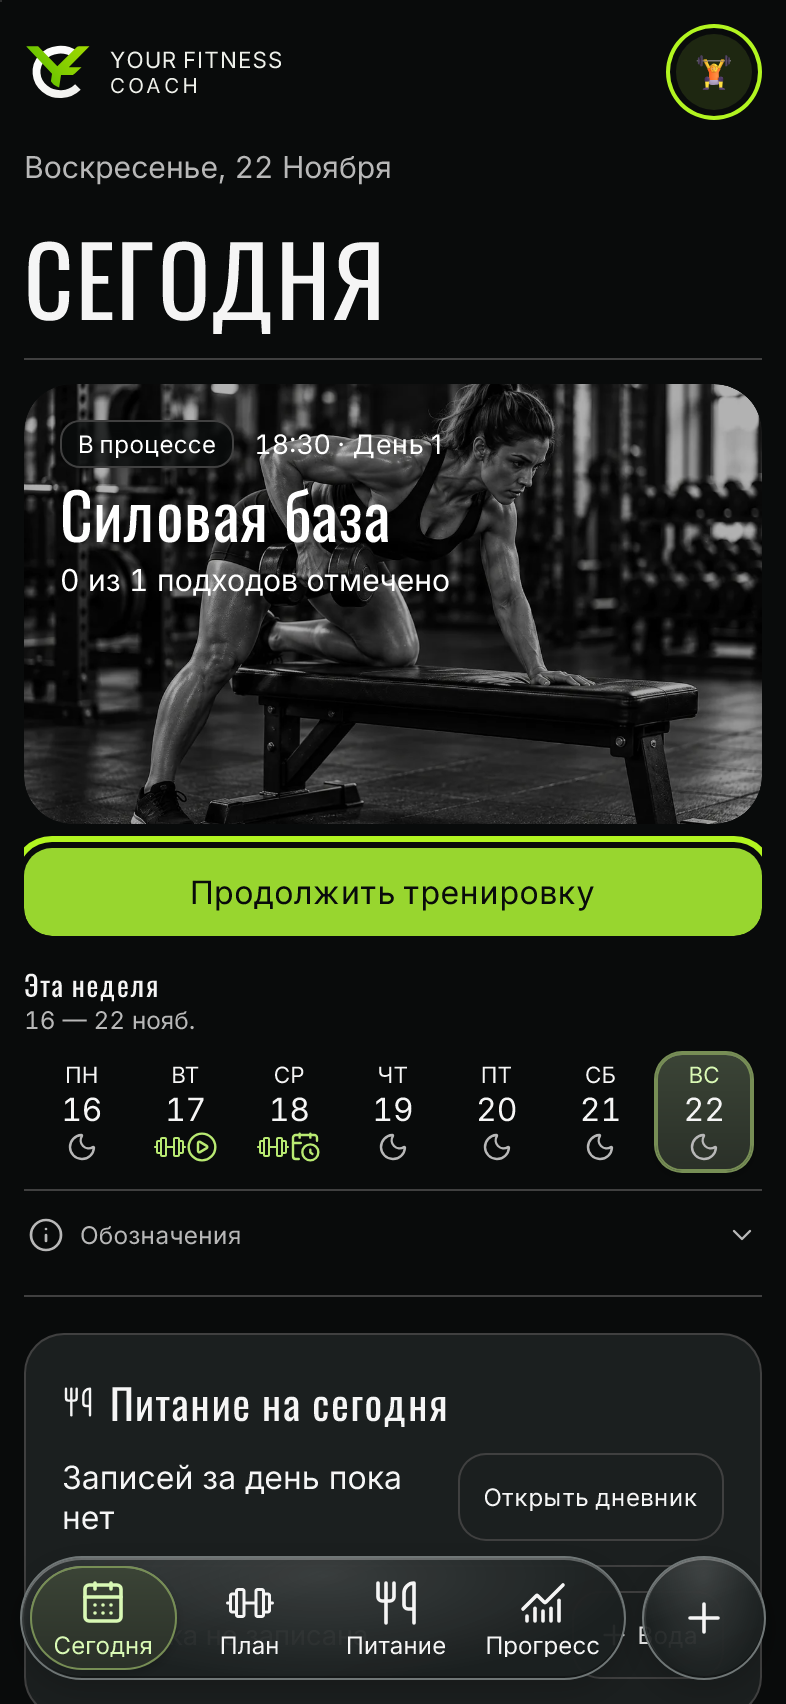 YOUR FITNESS
COACH
Воскресенье, 22 Ноября
СЕГОДНЯ
В процессе
18:30 · День 1
Силовая база
0 из 1 подходов отмечено
Продолжить тренировку
Эта неделя
16 — 22 нояб.
ПН ВТ СР ЧТ ПТ СБ ВС
16 17 18 19 20 21 22
Обозначения
Питание на сегодня
Записей за день пока
нет
Открыть дневник
Вода
Сегодня
План
Питание
Прогресс